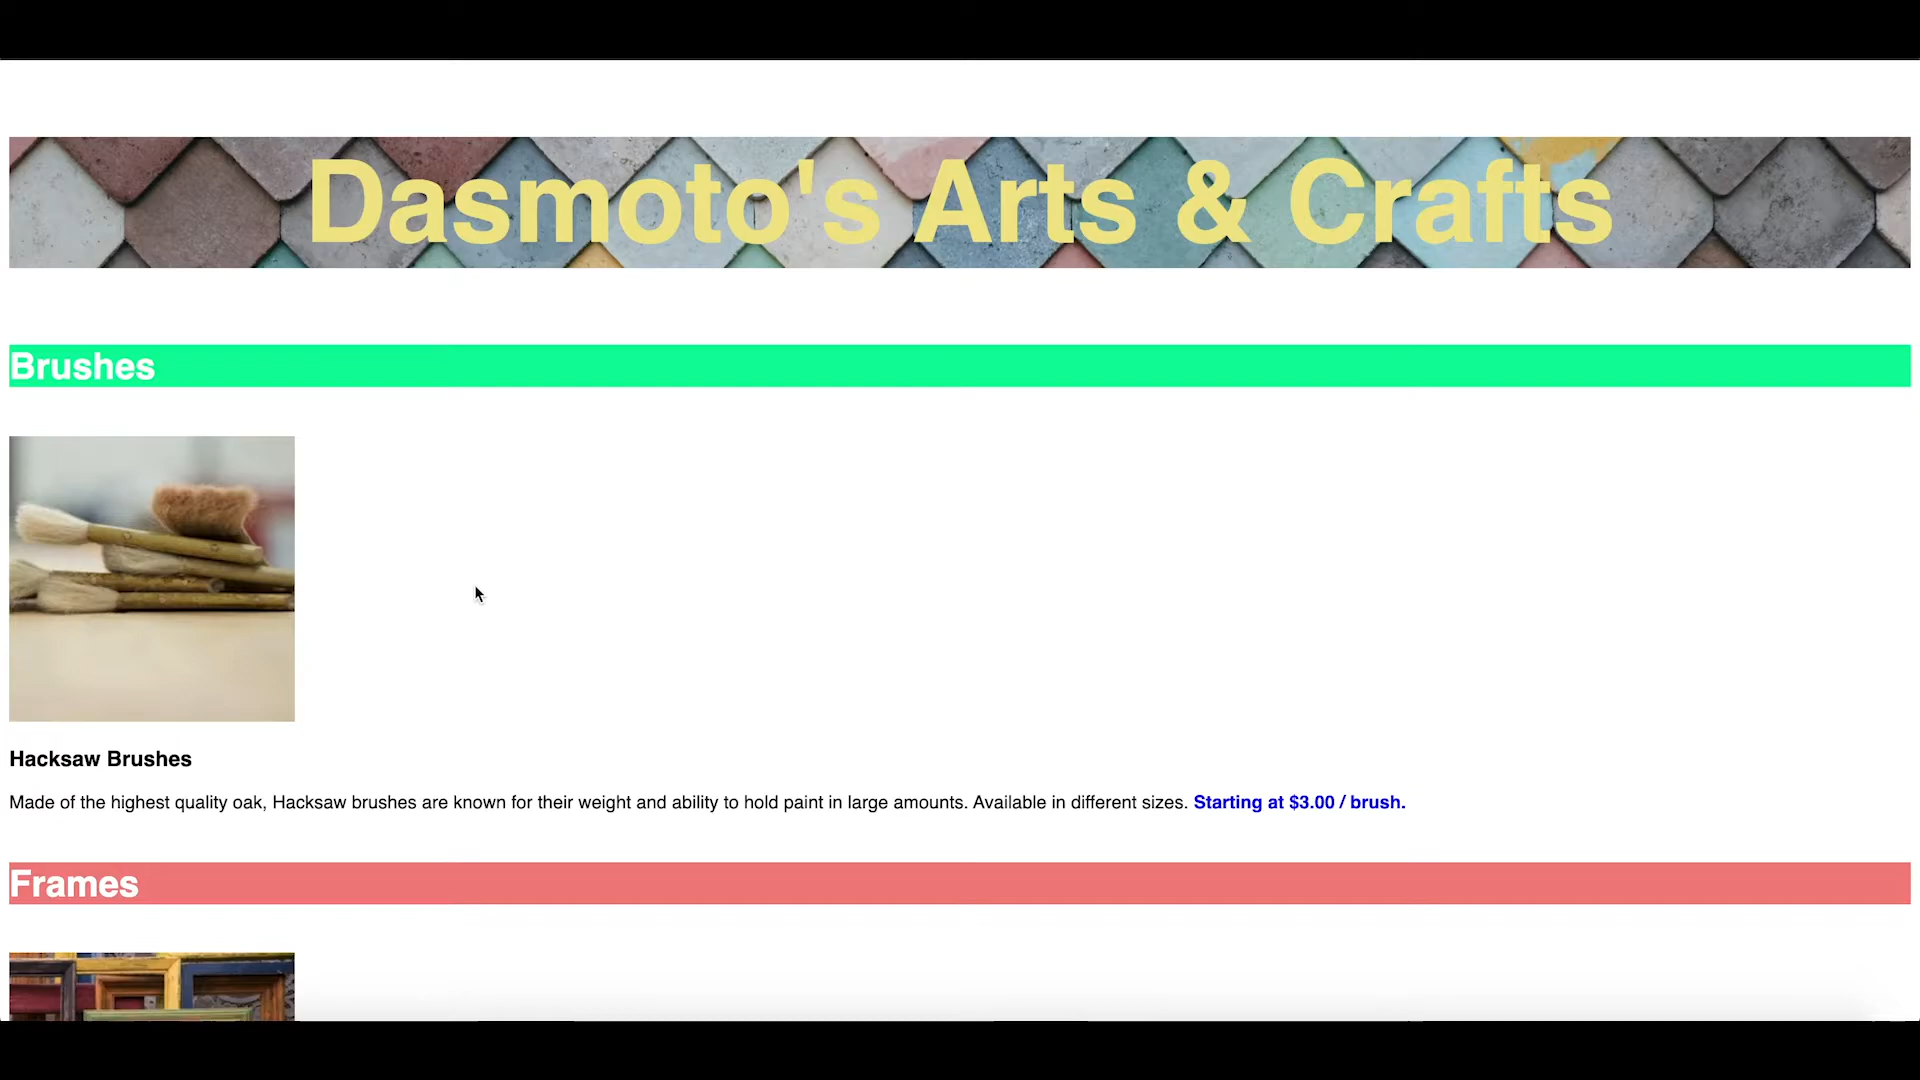 Dasmoto's Arts & Crafts
Brushes
Hacksaw Brushes
Made of the highest quality oak, Hacksaw brushes are known for their weight and ability to hold paint in large amounts. Available in different sizes. Starting at $3.00 / brush.
Frames